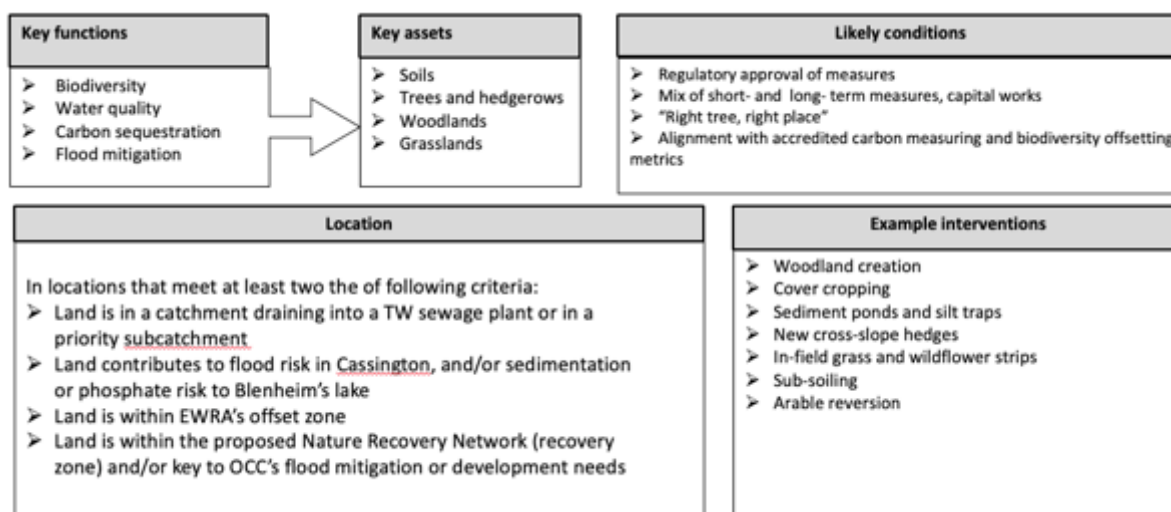 Key functions
Biodiversity
Water quality
Carbon sequestration
Flood mitigation
Key assets
Soils
Trees and hedgerows
Woodlands
Grasslands
Likely conditions
Regulatory approval of measures
Mix of short- and long- term measures, capital works
"Right tree, right place"
Alignment with accredited carbon measuring and biodiversity offsetting
metrics
Location
In locations that meet at least two the of following criteria:
Land is in a catchment draining into a TW sewage plant or in a
priority subcatchment
Land contributes to flood risk in Cassington, and/or sedimentation
or phosphate risk to Blenheim's lake
Land is within EWRA's offset zone
Land is within the proposed Nature Recovery Network (recovery
zone) and/or key to OCC's flood mitigation or development needs
Example interventions
Woodland creation
Cover cropping
Sediment ponds and silt traps
New cross-slope hedges
In-field grass and wildflower strips
Sub-soiling
Arable reversion